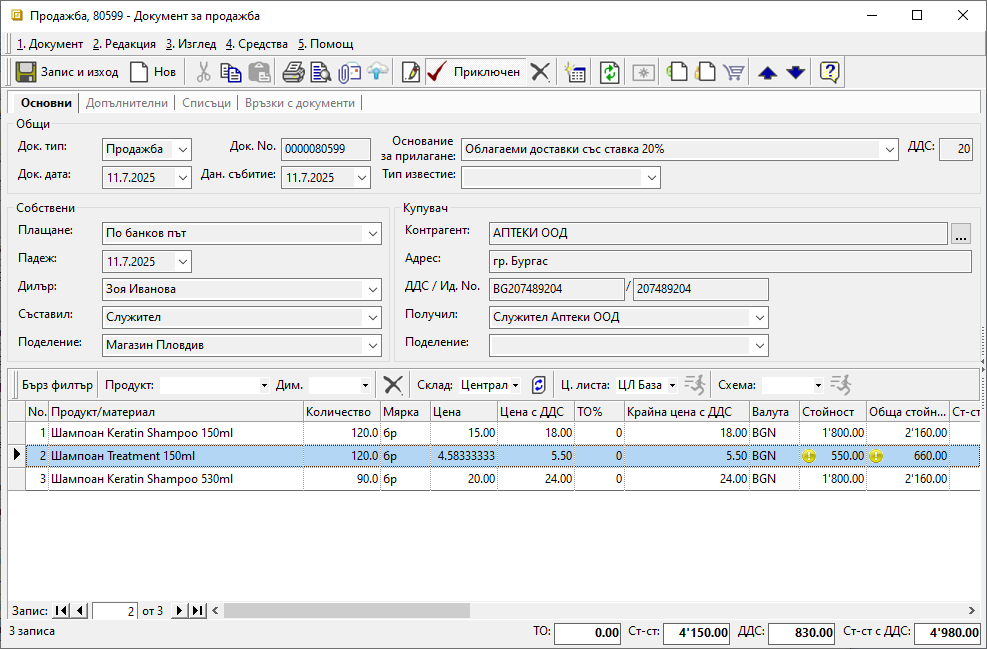 Продажба, 80599 - Документ за продажба
1. Документ 2. Редакция 3. Изглед 4. Средства 5. Помощ
Запис и изход Нов Приключен
Основни Допълнителни Списъци Връзки с документи
Общи
Док. тип: Продажба Док. No. 0000080599 Основание за прилагане: Облагаеми доставки със ставка 20% ДДС: 20
Док. дата: 11.7.2025 Дан. събитие: 11.7.2025 Тип известие:
Собствени
Плащане: По банков път
Падеж: 11.7.2025
Дилър: Зоя Иванова
Съставил: Служител
Поделение: Магазин Пловдив
Купувач
Контрагент: АПТЕКИ ООД ...
Адрес: гр. Бургас
ДДС / Ид. No. BG207489204 / 207489204
Получил: Служител Аптеки ООД
Поделение:
Бърз филтър Продукт: Дим. Склад: Централ Ц. листа: ЦЛ База Схема:
No. Продукт/материал Количество Марка Цена Цена с ДДС ТО% Крайна цена с ДДС Валута Стойност Обща стойн... Ст-ст
1 Шампоан Keratin Shampoo 150ml 120.0 бр 15.00 18.00 0 18.00 BGN 1'800.00 2'160.00
2 Шампоан Treatment 150ml 120.0 бр 4.58333333 5.50 0 5.50 BGN 550.00 660.00
3 Шампоан Keratin Shampoo 530ml 90.0 бр 20.00 24.00 0 24.00 BGN 1'800.00 2'160.00
Запис: 2 от 3
3 записа ТО: 0.00 Ст-ст: 4'150.00 ДДС: 830.00 Ст-ст с ДДС: 4'980.00